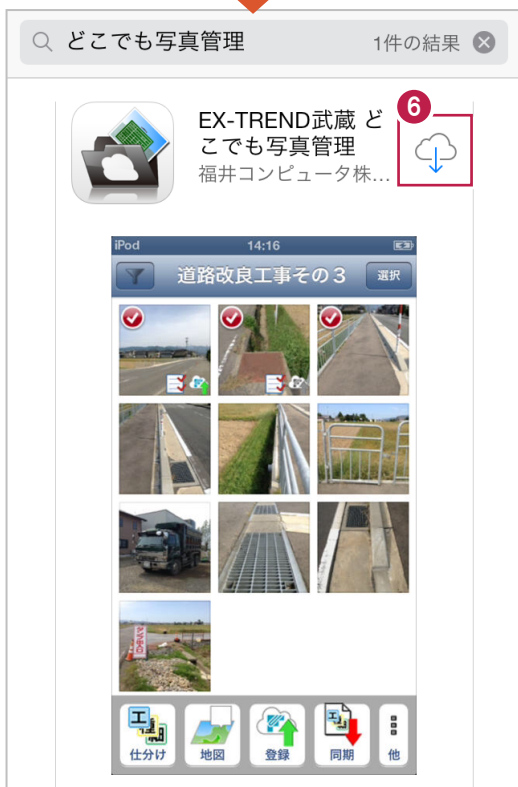 どこでも写真管理
1件の結果
6
EX-TREND武蔵 ど
こでも写真管理
福井コンピュータ株...
iPod
14:16
道路改良工事その3
選択
仕分け
地図
登録
同期
他